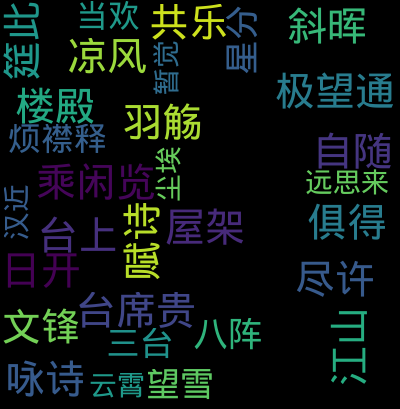 筵此
当欢
共乐
星分
斜晖
凉风
暂觉
极望通
楼殿
羽觞
烦襟释
自随
尘埃
乘闲览
远思来
汉近
台上
赋诗
屋架
俱得
日开
尽许
台席贵
文锋
三台
八阵
江山
咏诗
云霄
望雪